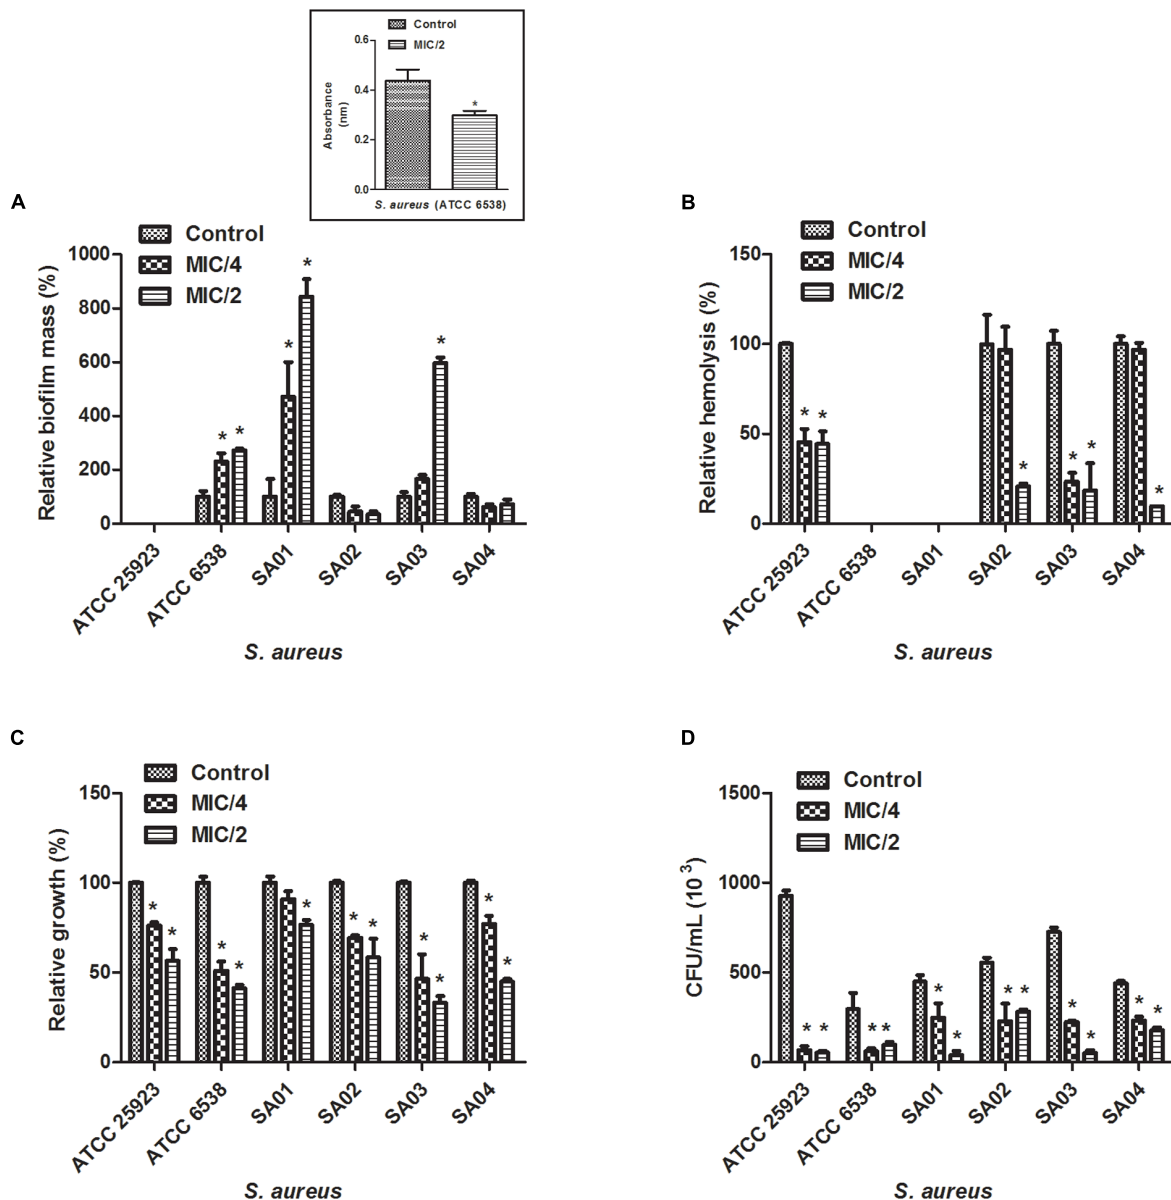 Control
MIC/2
0.6
0.4
0.2
0.0
Absorbance
(nm)
*
S. aureus (ATCC 6538)
A
Control
MIC/4
MIC/2
1000
800
600
400
200
0
Relative biofilm mass (%)
* * * * *
ATCC 25923
ATCC 6538
SA01
SA02
SA03
SA04
S. aureus
B
Control
MIC/4
MIC/2
150
100
50
0
Relative hemolysis (%)
* * * * * *
ATCC 25923
ATCC 6538
SA01
SA02
SA03
SA04
S. aureus
C
Control
MIC/4
MIC/2
150
100
50
0
Relative growth (%)
* * * * * * * * * * *
ATCC 25923
ATCC 6538
SA01
SA02
SA03
SA04
S. aureus
D
Control
MIC/4
MIC/2
1500
1000
500
0
CFU/mL (10 3)
* * * * * * * * * * * *
ATCC 25923
ATCC 6538
SA01
SA02
SA03
SA04
S. aureus